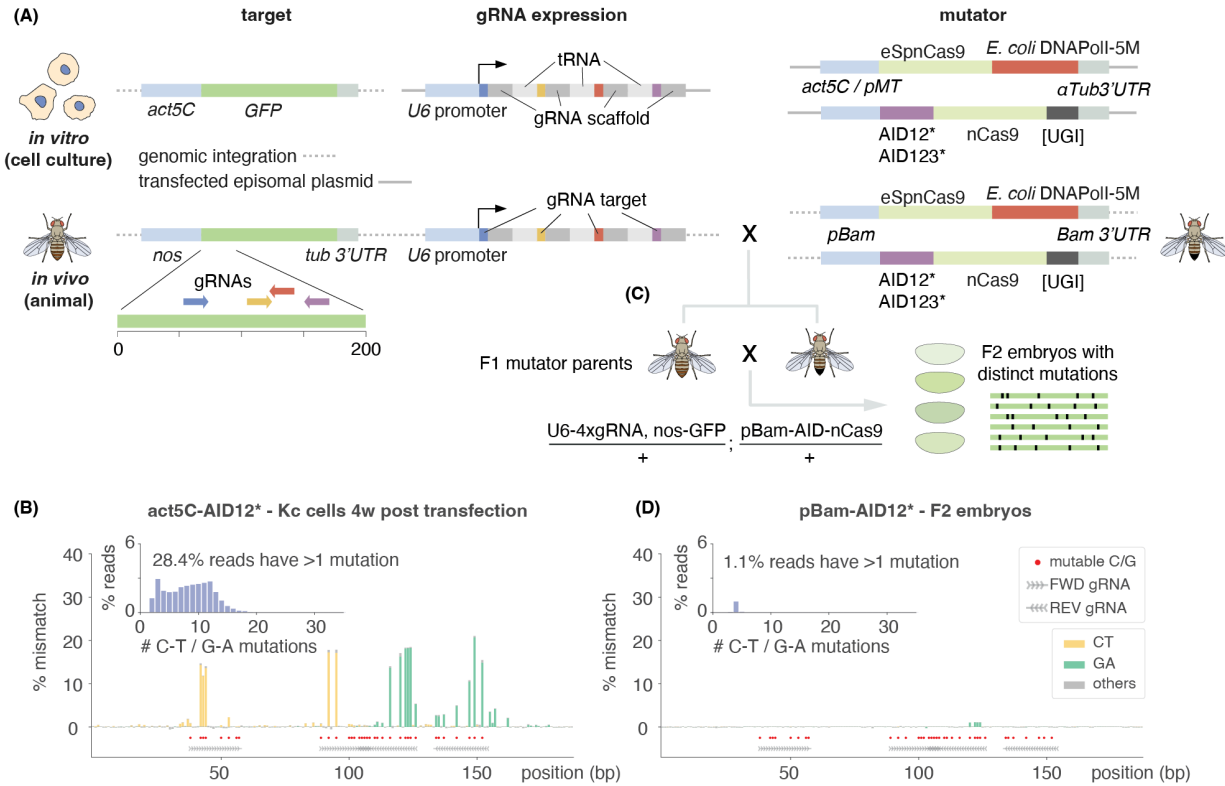 (A)
target
gRNA expression
mutator
in vitro
(cell culture)
act5C
GFP
tRNA
U6 promoter
gRNA scaffold
eSpnCas9
E. coli DNAPolI-5M
act5C / pMT
αTub3'UTR
AID12*
AID123*
nCas9
[UGI]
genomic integration
transfected episomal plasmid
in vivo
(animal)
nos
tub 3'UTR
gRNAs
0
200
gRNA target
U6 promoter
X
eSpnCas9
E. coli DNAPolI-5M
pBam
Bam 3'UTR
AID12*
AID123*
nCas9
[UGI]
(C)
F1 mutator parents
X
F2 embryos with
distinct mutations
U6-4xgRNA, nos-GFP ; pBam-AID-nCas9
+ +
(B)
act5C-AID12* - Kc cells 4w post transfection
% mismatch
40
30
20
10
0
% reads
6
0
28.4% reads have >1 mutation
0 10 20 30
# C-T / G-A mutations
50 100 150
position (bp)
(D)
pBam-AID12* - F2 embryos
% mismatch
40
30
20
10
0
% reads
6
0
1.1% reads have >1 mutation
0 10 20 30
# C-T / G-A mutations
mutable C/G
FWD gRNA
REV gRNA
CT
GA
others
50 100 150
position (bp)